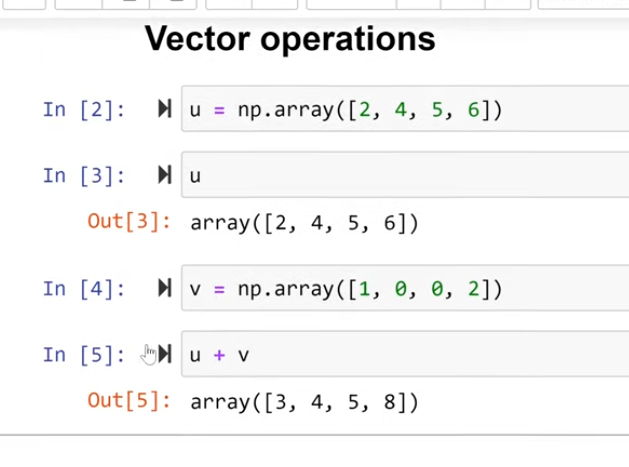 Vector operations
In [2]: u = np.array([2, 4, 5, 6])
In [3]: u
Out[3]: array([2, 4, 5, 6])
In [4]: v = np.array([1, 0, 0, 2])
In [5]: u + v
Out[5]: array([3, 4, 5, 8])